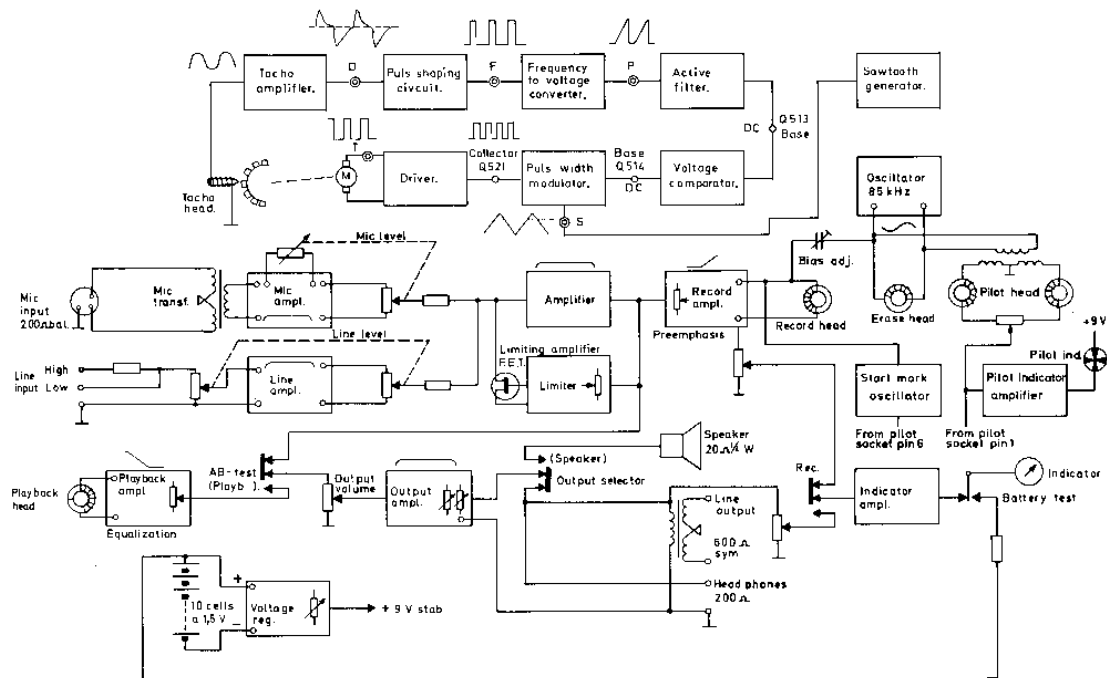 Tacho
amplifier.
D
Puls shaping
circuit.
F
Frequency
to voltage
converter.
P
Active
filter.
Sawtooth
generator.
DC
Q513
Base
Tacho
head.
T
M
Driver.
Collector
Q521
Puls width
modulator.
Base
Q514
DC
Voltage
comparator.
S
Oscillator
85 kHz
Mic level
Mic
input
200Ωbal.
Mic
transf.
Mic
ampl.
Amplifier
Record
ampl.
Preemphasis
Bias adj.
Record head
Erase head
Pilot head
+9V
Pilot ind.
Line level
Line
input
High
Low
Line
ampl.
Limiting amplifier
F.E.T.
Limiter
Start mark
oscillator
From pilot
socket pin 6
Pilot Indicator
amplifier
From pilot
socket pin 1
Playback
head
Playback
ampl.
Equalization
AB-test
(Playb.).
Output
volume
Output
ampl.
(Speaker)
Output selector
Speaker
20Ω ½ W
Line
output
600Ω
sym
Head phones
200Ω
Rec.
Indicator
ampl.
Indicator
Battery test
+
10 cells
a 1,5V
–
Voltage
reg.
+ 9 V stab